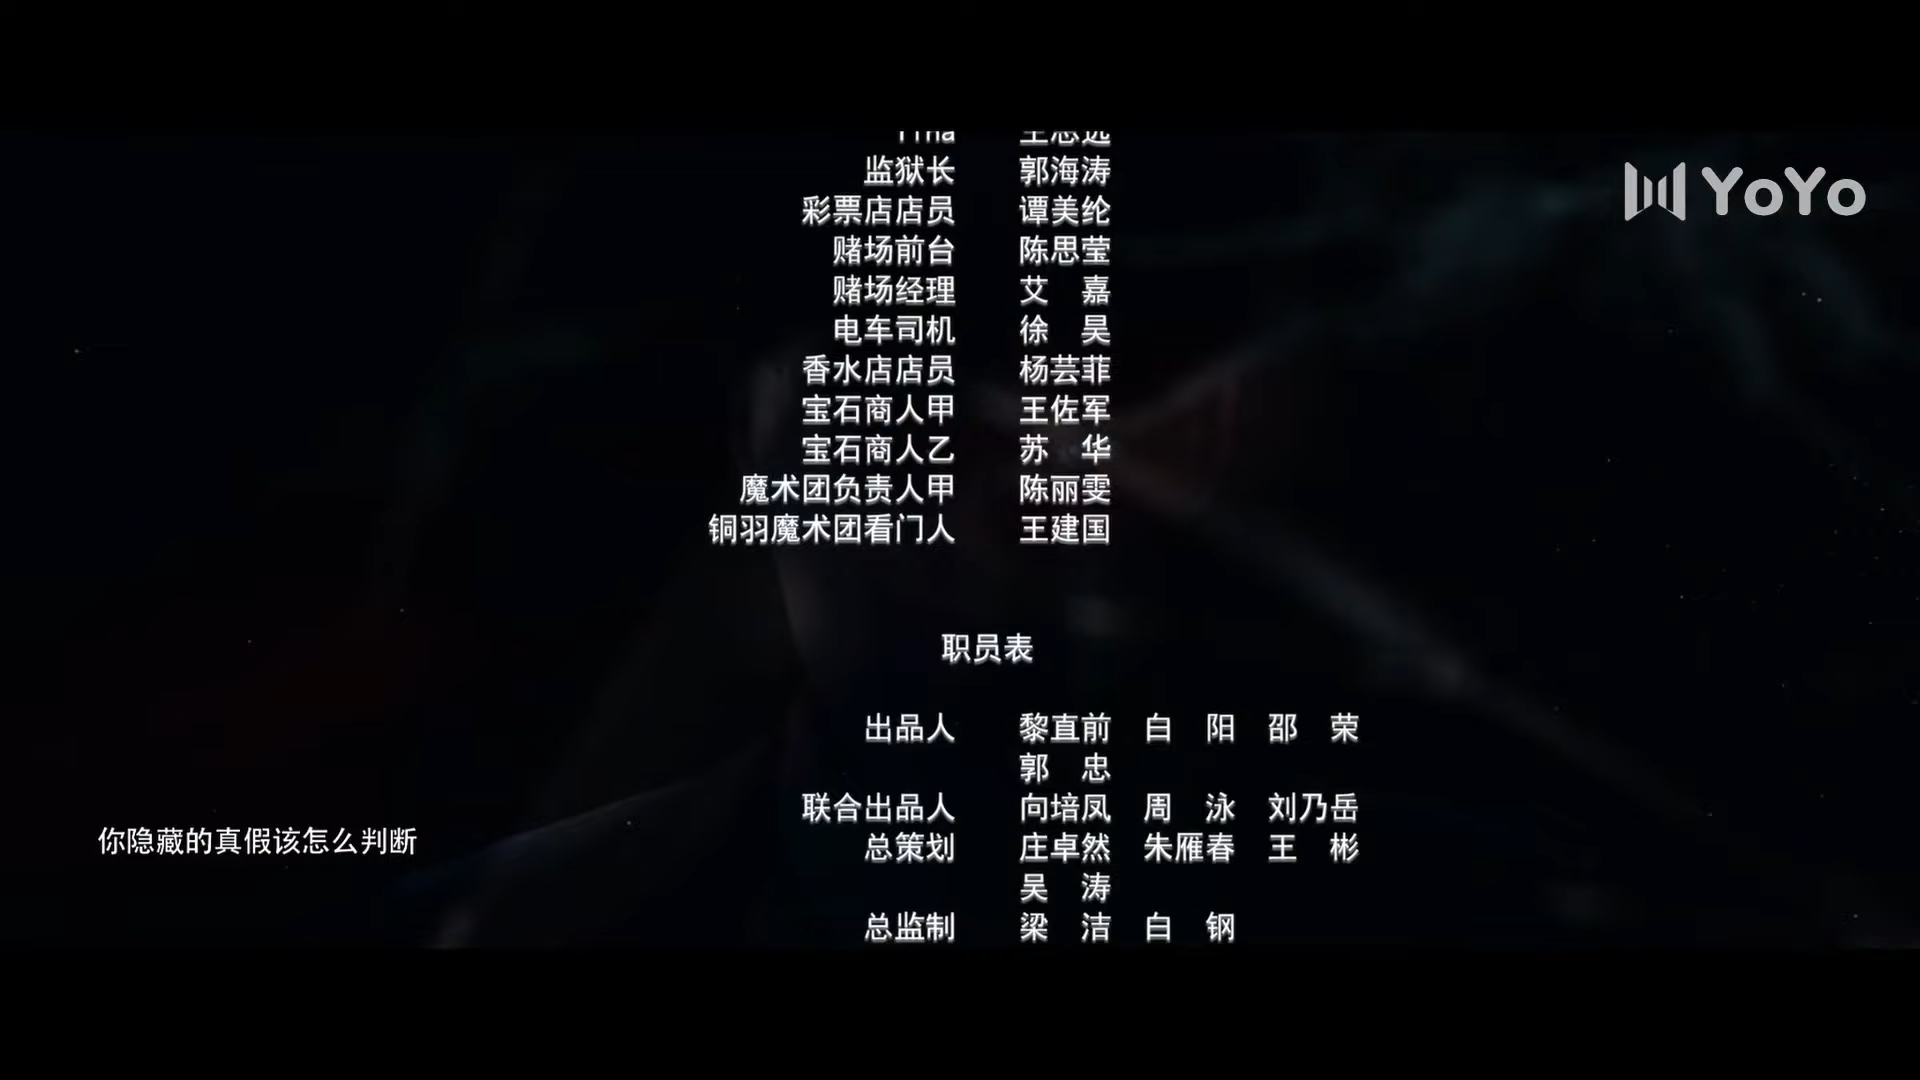 监狱长 郭海涛
YoYo
彩票店店员 谭美纶
赌场前台 陈思莹
赌场经理 艾 嘉
电车司机 徐 昊
香水店店员 杨芸菲
宝石商人甲 王佐军
宝石商人乙 苏 华
魔术团负责人甲 陈丽雯
铜羽魔术团看门人 王建国
职员表
出品人 黎直前 白 阳 邵 荣
郭 忠
联合出品人 向培凤 周 泳 刘乃岳
你隐藏的真假该怎么判断
总策划 庄卓然 朱雁春 王 彬
吴 涛
总监制 梁 洁 白 钢